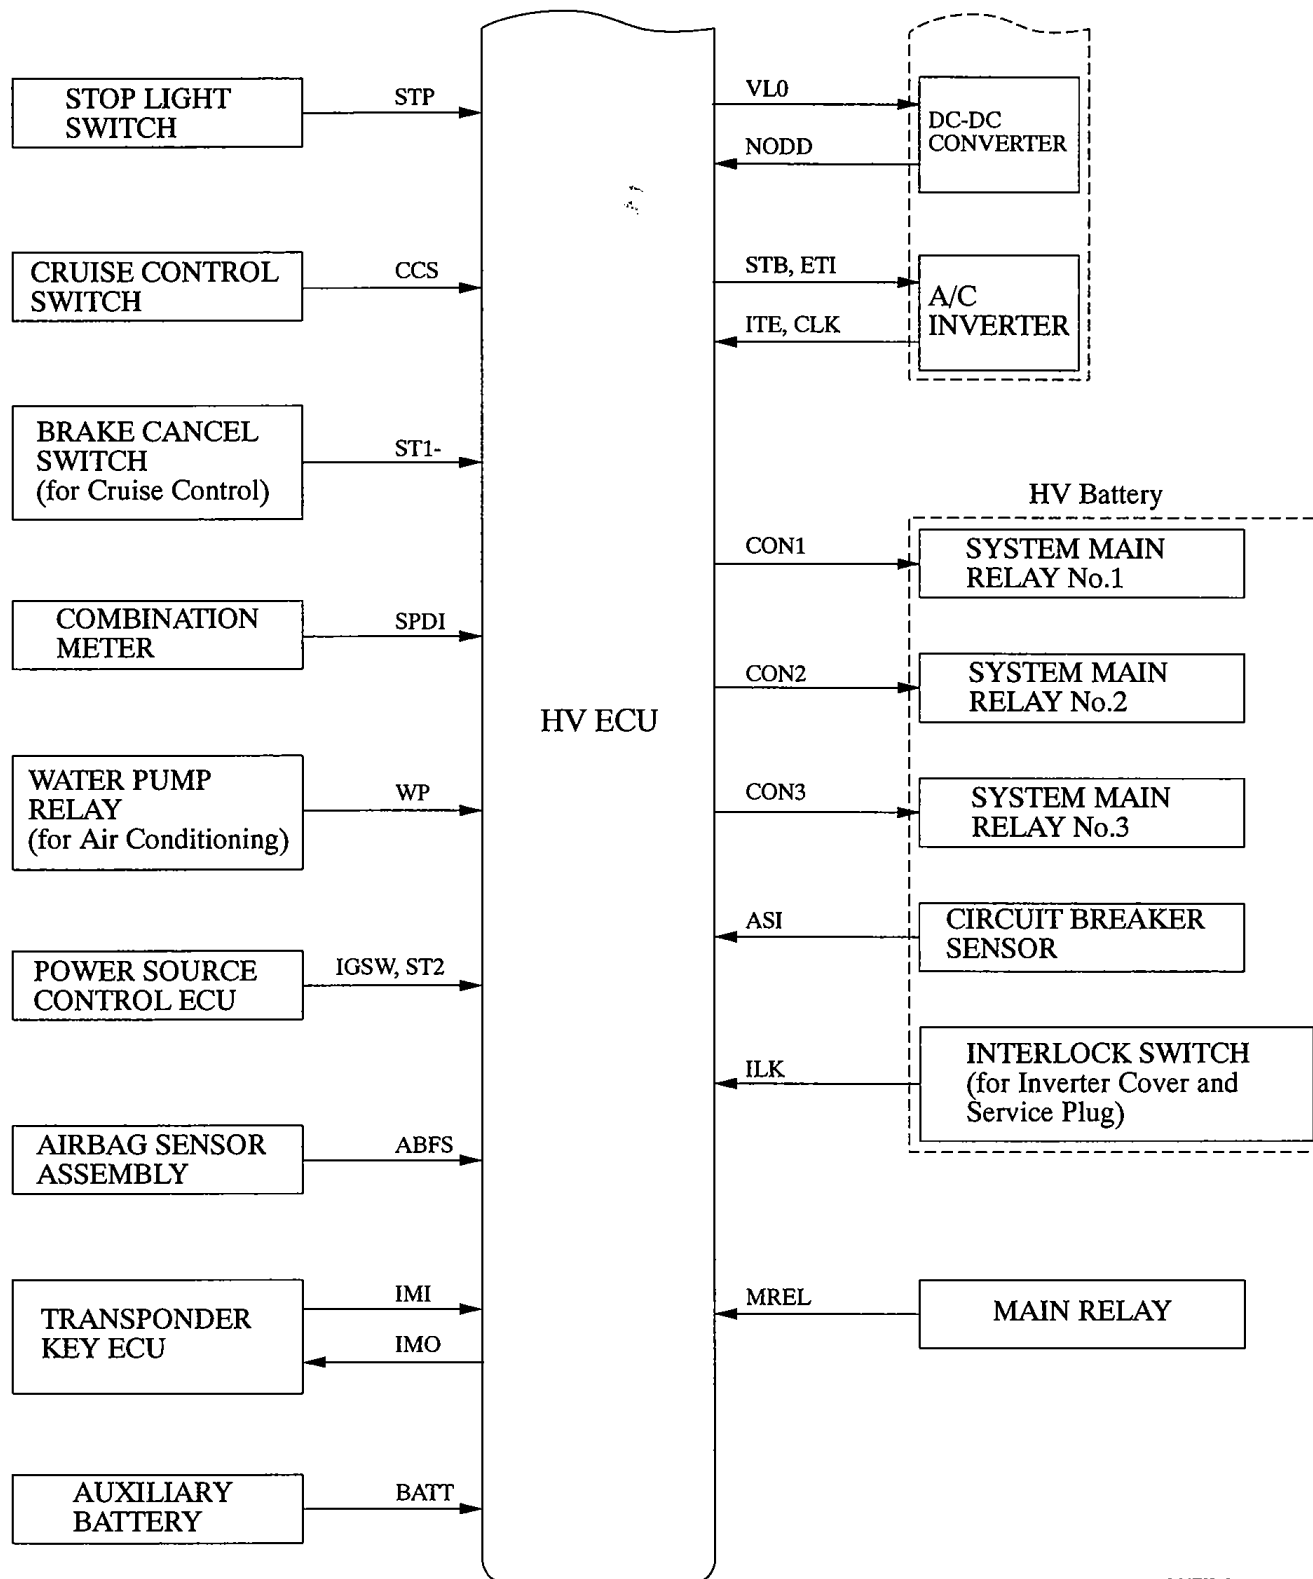 STOP LIGHT
SWITCH
STP
CRUISE CONTROL
SWITCH
CCS
BRAKE CANCEL
SWITCH
(for Cruise Control)
ST1-
COMBINATION
METER
SPDI
WATER PUMP
RELAY
(for Air Conditioning)
WP
POWER SOURCE
CONTROL ECU
IGSW, ST2
AIRBAG SENSOR
ASSEMBLY
ABFS
TRANSPONDER
KEY ECU
IMI
IMO
AUXILIARY
BATTERY
BATT
HV ECU
VL0
NODD
DC-DC
CONVERTER
STB, ETI
ITE, CLK
A/C
INVERTER
HV Battery
CON1
SYSTEM MAIN
RELAY No.1
CON2
SYSTEM MAIN
RELAY No.2
CON3
SYSTEM MAIN
RELAY No.3
ASI
CIRCUIT BREAKER
SENSOR
ILK
INTERLOCK SWITCH
(for Inverter Cover and
Service Plug)
MREL
MAIN RELAY